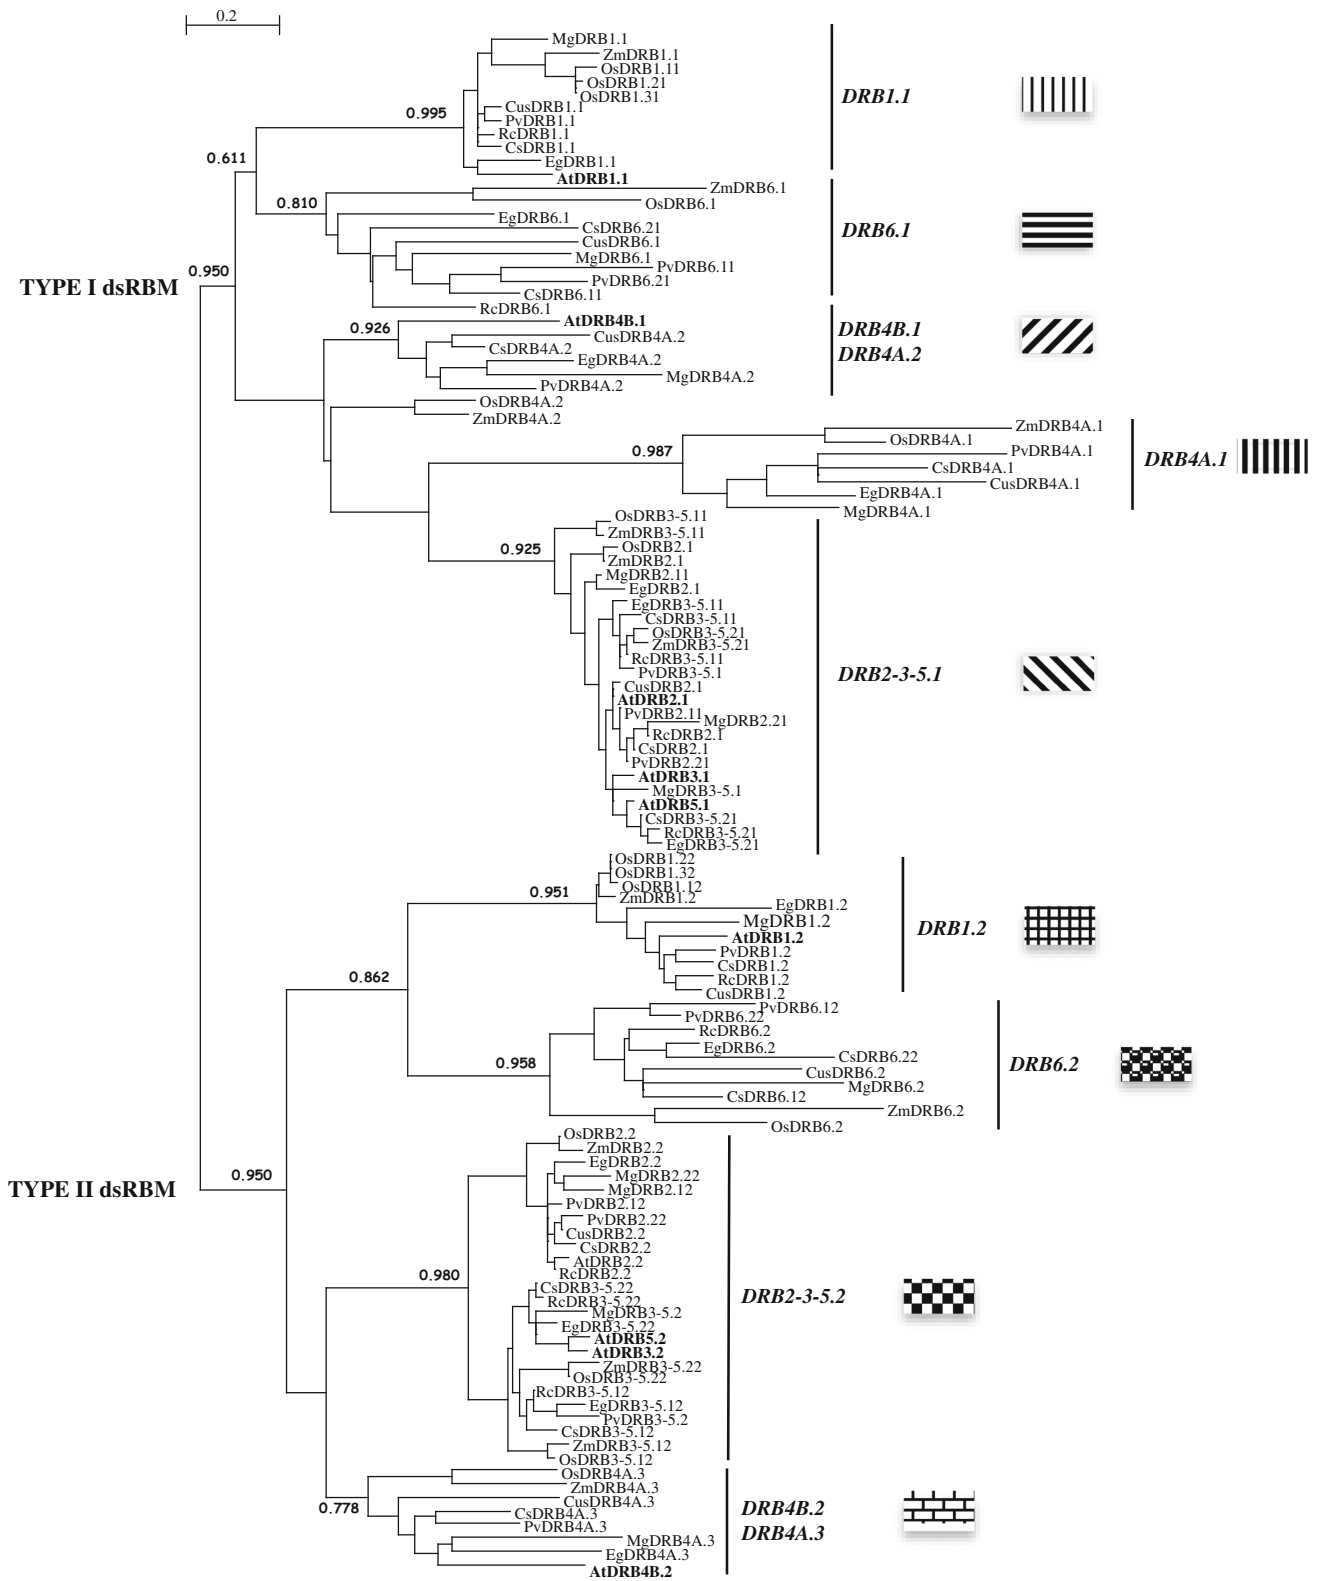 0.2
MgDRB1.1
ZmDRB1.1
OsDRB1.11
OsDRB1.21
OsDRB1.31
0.995
CusDRB1.1
PvDRB1.1
RcDRB1.1
CsDRB1.1
EgDRB1.1
AtDRB1.1
DRB1.1
0.611
ZmDRB6.1
0.810
OsDRB6.1
EgDRB6.1
CsDRB6.21
CusDRB6.1
MgDRB6.1
PvDRB6.11
PvDRB6.21
CsDRB6.11
RcDRB6.1
DRB6.1
TYPE I dsRBM
0.950
0.926
AtDRB4B.1
CusDRB4A.2
CsDRB4A.2
EgDRB4A.2
MgDRB4A.2
PvDRB4A.2
DRB4B.1
DRB4A.2
OsDRB4A.2
ZmDRB4A.2
0.987
ZmDRB4A.1
OsDRB4A.1
PvDRB4A.1
CsDRB4A.1
CusDRB4A.1
EgDRB4A.1
MgDRB4A.1
DRB4A.1
0.925
OsDRB3-5.11
ZmDRB3-5.11
OsDRB2.1
ZmDRB2.1
MgDRB2.11
EgDRB2.1
EgDRB3-5.11
CsDRB3-5.11
OsDRB3-5.21
ZmDRB3-5.21
RcDRB3-5.11
PvDRB3-5.1
CusDRB2.1
AtDRB2.1
PvDRB2.11
MgDRB2.21
RcDRB2.1
CsDRB2.1
PvDRB2.21
AtDRB3.1
MgDRB3-5.1
AtDRB5.1
CsDRB3-5.21
RcDRB3-5.21
EgDRB3-5.21
DRB2-3-5.1
OsDRB1.22
OsDRB1.32
OsDRB1.12
0.951
ZmDRB1.2
EgDRB1.2
MgDRB1.2
AtDRB1.2
PvDRB1.2
CsDRB1.2
RcDRB1.2
CusDRB1.2
DRB1.2
0.862
PvDRB6.12
PvDRB6.22
RcDRB6.2
EgDRB6.2
CsDRB6.22
0.958
CusDRB6.2
MgDRB6.2
CsDRB6.12
ZmDRB6.2
OsDRB6.2
DRB6.2
TYPE II dsRBM
0.950
OsDRB2.2
ZmDRB2.2
EgDRB2.2
MgDRB2.22
MgDRB2.12
PvDRB2.12
PvDRB2.22
CusDRB2.2
CsDRB2.2
AtDRB2.2
RcDRB2.2
0.980
CsDRB3-5.22
RcDRB3-5.22
MgDRB3-5.2
EgDRB3-5.22
AtDRB5.2
AtDRB3.2
ZmDRB3-5.22
OsDRB3-5.22
RcDRB3-5.12
EgDRB3-5.12
PvDRB3-5.2
CsDRB3-5.12
ZmDRB3-5.12
OsDRB3-5.12
DRB2-3-5.2
0.778
OsDRB4A.3
ZmDRB4A.3
CusDRB4A.3
CsDRB4A.3
PvDRB4A.3
MgDRB4A.3
EgDRB4A.3
AtDRB4B.2
DRB4B.2
DRB4A.3